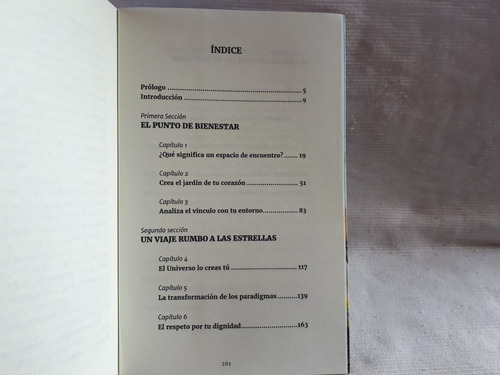 ÍNDICE
Prólogo ........................................................ 5
Introducción ................................................ 9
Primera Sección
EL PUNTO DE BIENESTAR
Capítulo 1
¿Qué significa un espacio de encuentro? ....... 19
Capítulo 2
Crea el jardín de tu corazón ..................... 51
Capítulo 3
Analiza el vínculo con tu entorno............... 83
Segunda sección
UN VIAJE RUMBO A LAS ESTRELLAS
Capítulo 4
El Universo lo creas tú ........................... 117
Capítulo 5
La transformación de los paradigmas ......... 139
Capítulo 6
El respeto por tu dignidad....................... 163
261